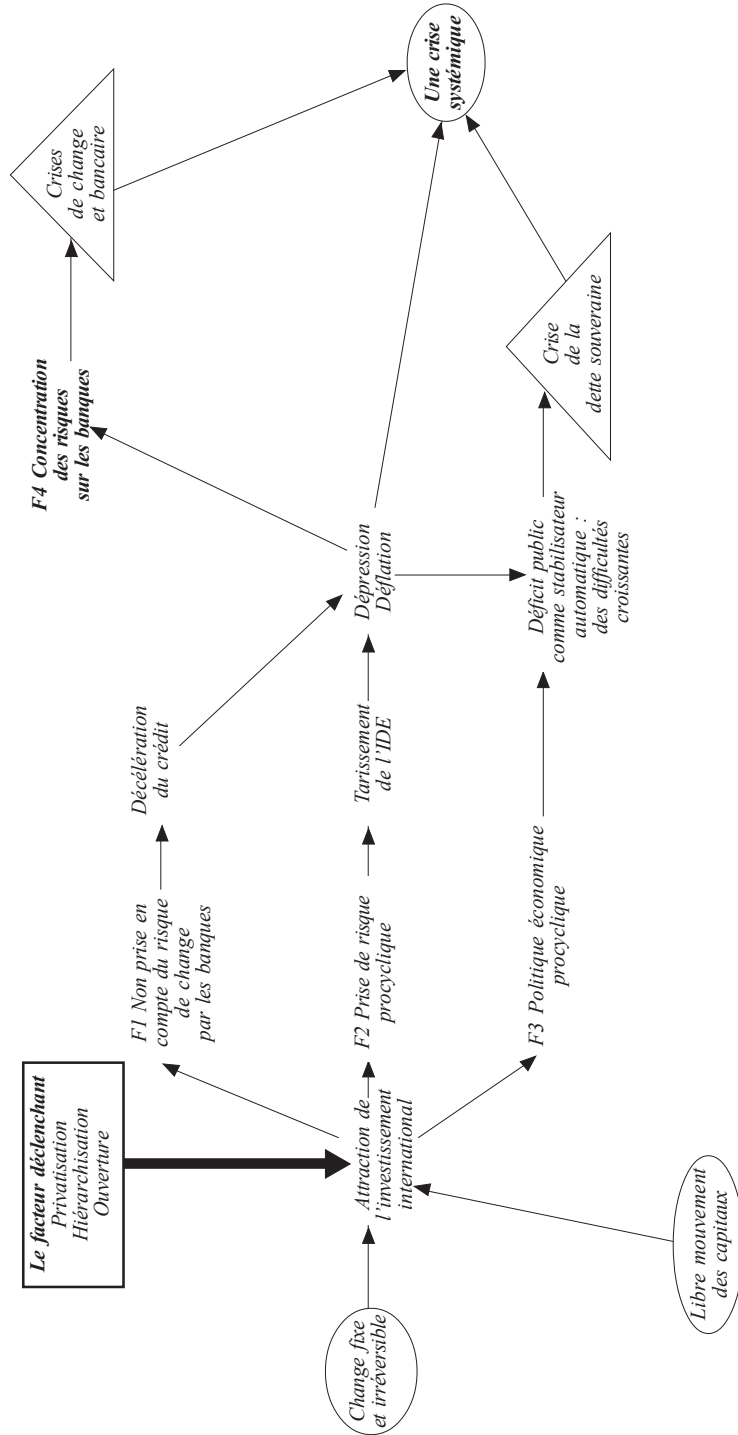 Le facteur déclenchant
Privatisation
Hiérarchisation
Ouverture
Change fixe
et irréversible
Libre mouvement
des capitaux
Attraction de
l'investissement
international
F1 Non prise en
compte du risque
de change
par les banques
F2 Prise de risque
procyclique
F3 Politique économique
procyclique
Décélération
du crédit
Tarissement
de l'IDE
Dépression
Déflation
Déficit public
comme stabilisateur
automatique :
des difficultés
croissantes
F4 Concentration
des risques
sur les banques
Crises
de change
et bancaire
Crise
de la
dette souveraine
Une crise
systémique